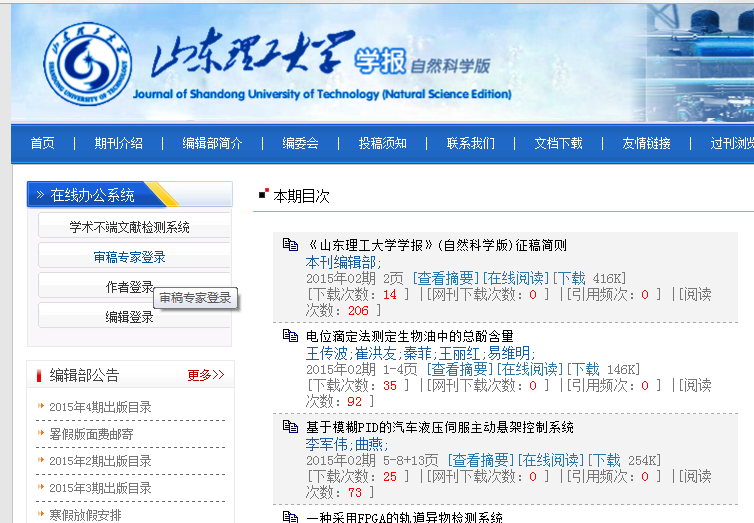 山东理工大学 学报 自然科学版
Journal of Shandong University of Technology (Natural Science Edition)
首页 | 期刊介绍 | 编辑部简介 | 编委会 | 投稿须知 | 联系我们 | 文档下载 | 友情链接 | 过刊浏览
在线办公系统
学术不端文献检测系统
审稿专家登录
作者登录
审稿专家登录
编辑登录
编辑部公告 更多>>
2015年4期出版目录
暑假版面费邮寄
2015年2期出版目录
2015年3期出版目录
寒假放假安排
本期目次
《山东理工大学学报》(自然科学版)征稿简则
本刊编辑部;
2015年02期 2页 [查看摘要][在线阅读][下载 416K]
[下载次数: 14 ] |[网刊下载次数: 0 ] |[引用频次: 0 ] |[阅读
次数: 206 ]
电位滴定法测定生物油中的总酚含量
王传波;崔洪友;秦菲;王丽红;易维明;
2015年02期 1-4页 [查看摘要][在线阅读][下载 146K]
[下载次数: 35 ] |[网刊下载次数: 0 ] |[引用频次: 0 ] |[阅读
次数: 92 ]
基于模糊PID的汽车液压伺服主动悬架控制系统
李军伟;曲燕;
2015年02期 5-8+13页 [查看摘要][在线阅读][下载 254K]
[下载次数: 25 ] |[网刊下载次数: 0 ] |[引用频次: 0 ] |[阅读
次数: 73 ]
一种采用FPGA的轨道异物检测系统